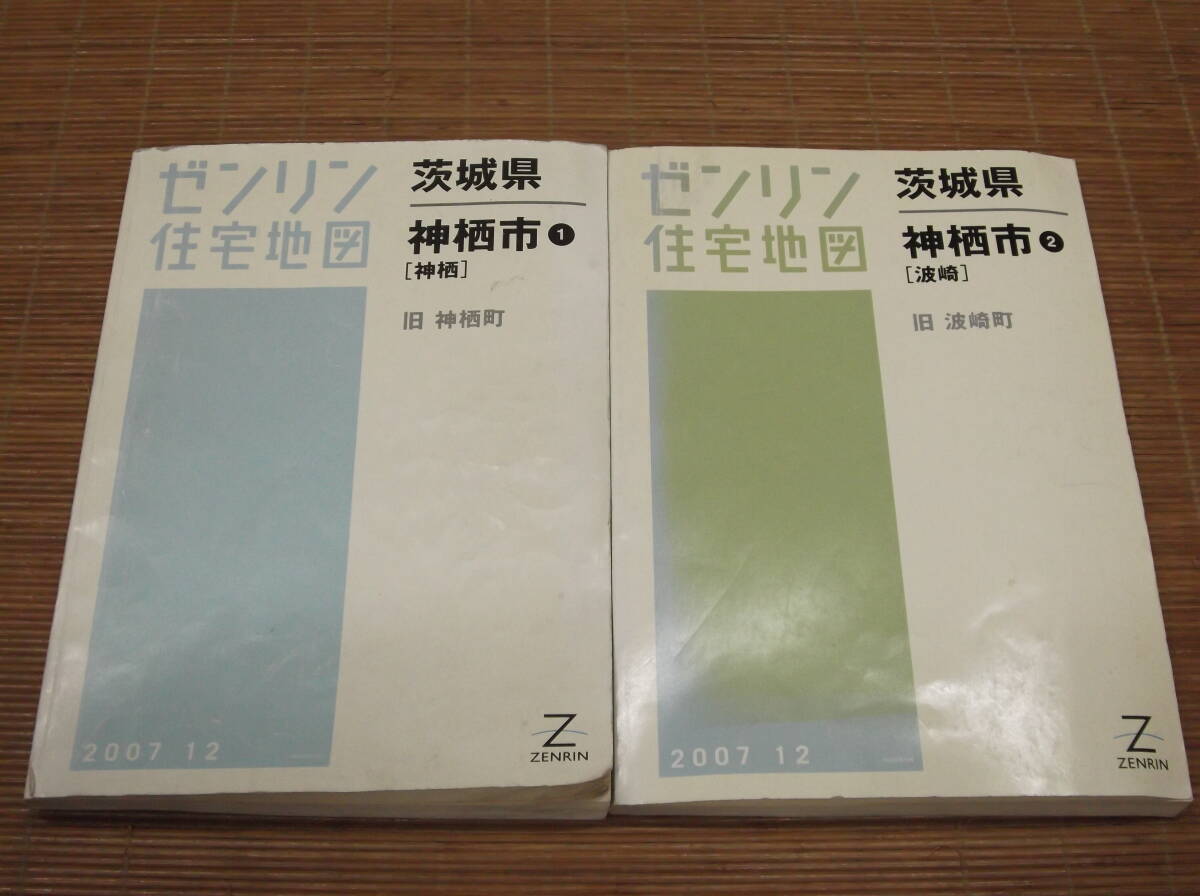 ゼンリン
住宅地図
茨城県
神栖市❶
[神栖]
旧 神栖町
2007 12
Z
ZENRIN
ゼンリン
住宅地図
茨城県
神栖市❷
[波崎]
旧 波崎町
2007 12
Z
ZENRIN